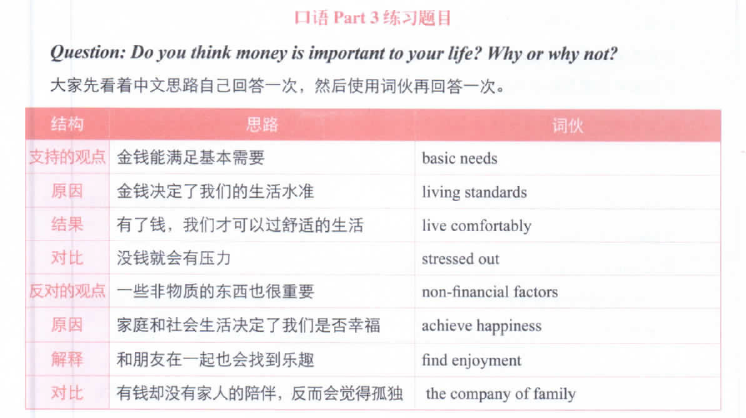 口语 Part 3 练习题目
Question: Do you think money is important to your life? Why or why not?
大家先看着中文思路自己回答一次，然后使用词伙再回答一次。
结构 思路 词伙
支持的观点 金钱能满足基本需要 basic needs
原因 金钱决定了我们的生活水准 living standards
结果 有了钱，我们才可以过舒适的生活 live comfortably
对比 没钱就会有压力 stressed out
反对的观点 一些非物质的东西也很重要 non-financial factors
原因 家庭和社会生活决定了我们是否幸福 achieve happiness
解释 和朋友在一起也会找到乐趣 find enjoyment
对比 有钱却没有家人的陪伴，反而会觉得孤独 the company of family